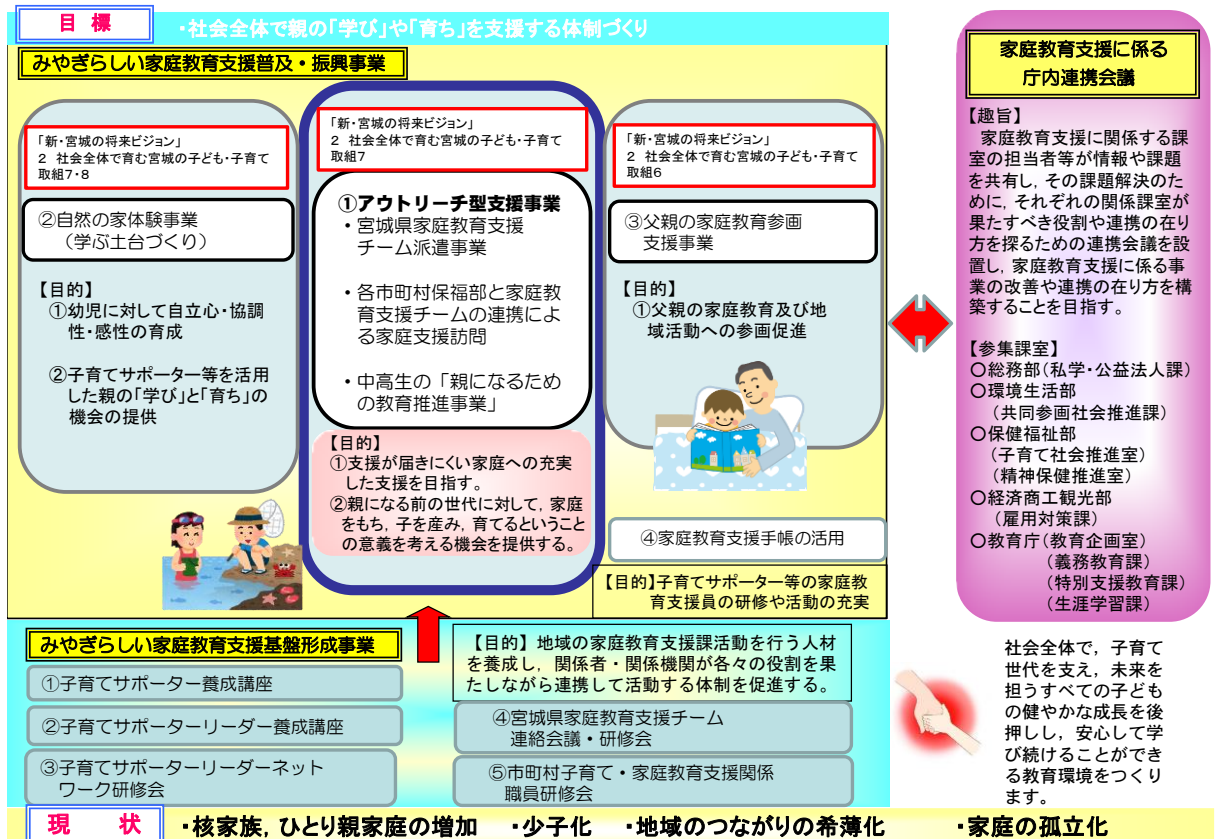 目 標
・社会全体で親の「学び」や「育ち」を支援する体制づくり
みやぎらしい家庭教育支援普及・振興事業
「新・宮城の将来ビジョン」
2 社会全体で育む宮城の子ども・子育て
取組7・8
②自然の家体験事業
（学ぶ土台づくり）
【目的】
①幼児に対して自立心・協調
性・感性の育成
②子育てサポーター等を活用
した親の「学び」と「育ち」の
機会の提供
「新・宮城の将来ビジョン」
2 社会全体で育む宮城の子ども・子育て
取組7
①アウトリーチ型支援事業
・宮城県家庭教育支援
チーム派遣事業
・各市町村保福部と家庭教
育支援チームの連携によ
る家庭支援訪問
・中高生の「親になるため
の教育推進事業」
【目的】
①支援が届きにくい家庭への充実
した支援を目指す。
②親になる前の世代に対して，家庭
をもち，子を産み，育てるということ
の意義を考える機会を提供する。
「新・宮城の将来ビジョン」
2 社会全体で育む宮城の子ども・子育て
取組6
③父親の家庭教育参画
支援事業
【目的】
①父親の家庭教育及び地
域活動への参画促進
④家庭教育支援手帳の活用
【目的】子育てサポーター等の家庭教
育支援員の研修や活動の充実
家庭教育支援に係る
庁内連携会議
【趣旨】
家庭教育支援に関係する課
室の担当者等が情報や課題
を共有し，その課題解決のた
めに，それぞれの関係課室が
果たすべき役割や連携の在り
方を探るための連携会議を設
置し，家庭教育支援に係る事
業の改善や連携の在り方を構
築することを目指す。
【参集課室】
○総務部（私学・公益法人課）
○環境生活部
（共同参画社会推進課）
○保健福祉部
（子育て社会推進室）
（精神保健推進室）
○経済商工観光部
（雇用対策課）
○教育庁（教育企画室）
（義務教育課）
（特別支援教育課）
（生涯学習課）
みやぎらしい家庭教育支援基盤形成事業
①子育てサポーター養成講座
②子育てサポーターリーダー養成講座
③子育てサポーターリーダーネット
ワーク研修会
【目的】地域の家庭教育支援課活動を行う人材
を養成し，関係者・関係機関が各々の役割を果
たしながら連携して活動する体制を促進する。
④宮城県家庭教育支援チーム
連絡会議・研修会
⑤市町村子育て・家庭教育支援関係
職員研修会
社会全体で，子育て
世代を支え，未来を
担うすべての子ども
の健やかな成長を後
押しし，安心して学
び続けることができ
る教育環境をつくり
ます。
現 状
・核家族，ひとり親家庭の増加 ・少子化 ・地域のつながりの希薄化 ・家庭の孤立化